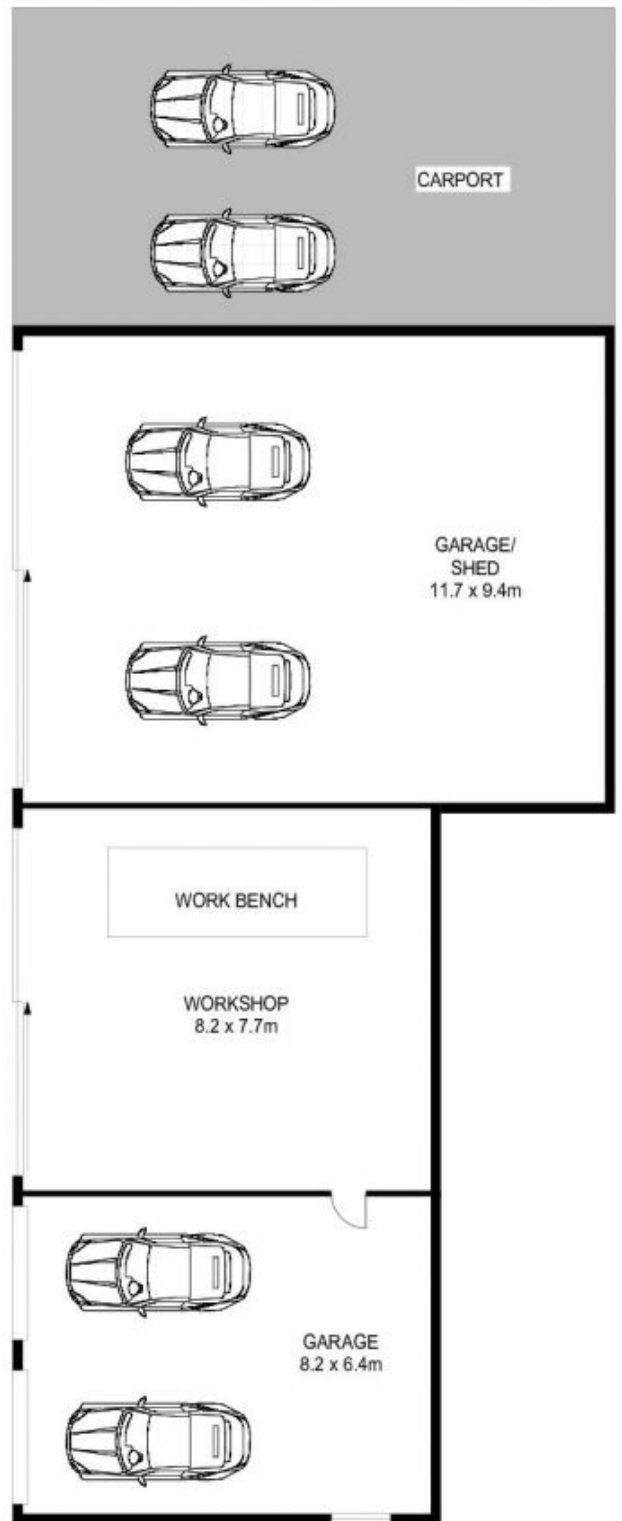 CARPORT
GARAGE/
SHED
11.7 x 9.4m
WORK BENCH
WORKSHOP
8.2 x 7.7m
GARAGE
8.2 x 6.4m